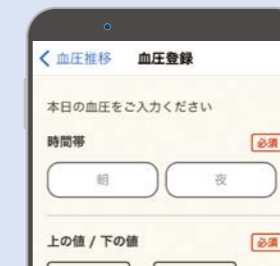 血圧推移 血圧登録
本日の血圧をご入力ください
時間帯 必須
朝 夜
上の値 / 下の値 必須